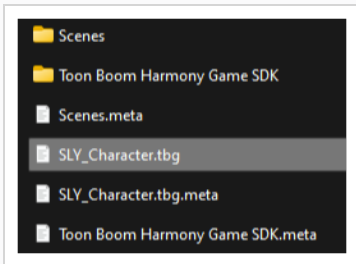 Scenes
Toon Boom Harmony Game SDK
Scenes.meta
SLY_Character.tbg
SLY_Character.tbg.meta
Toon Boom Harmony Game SDK.meta